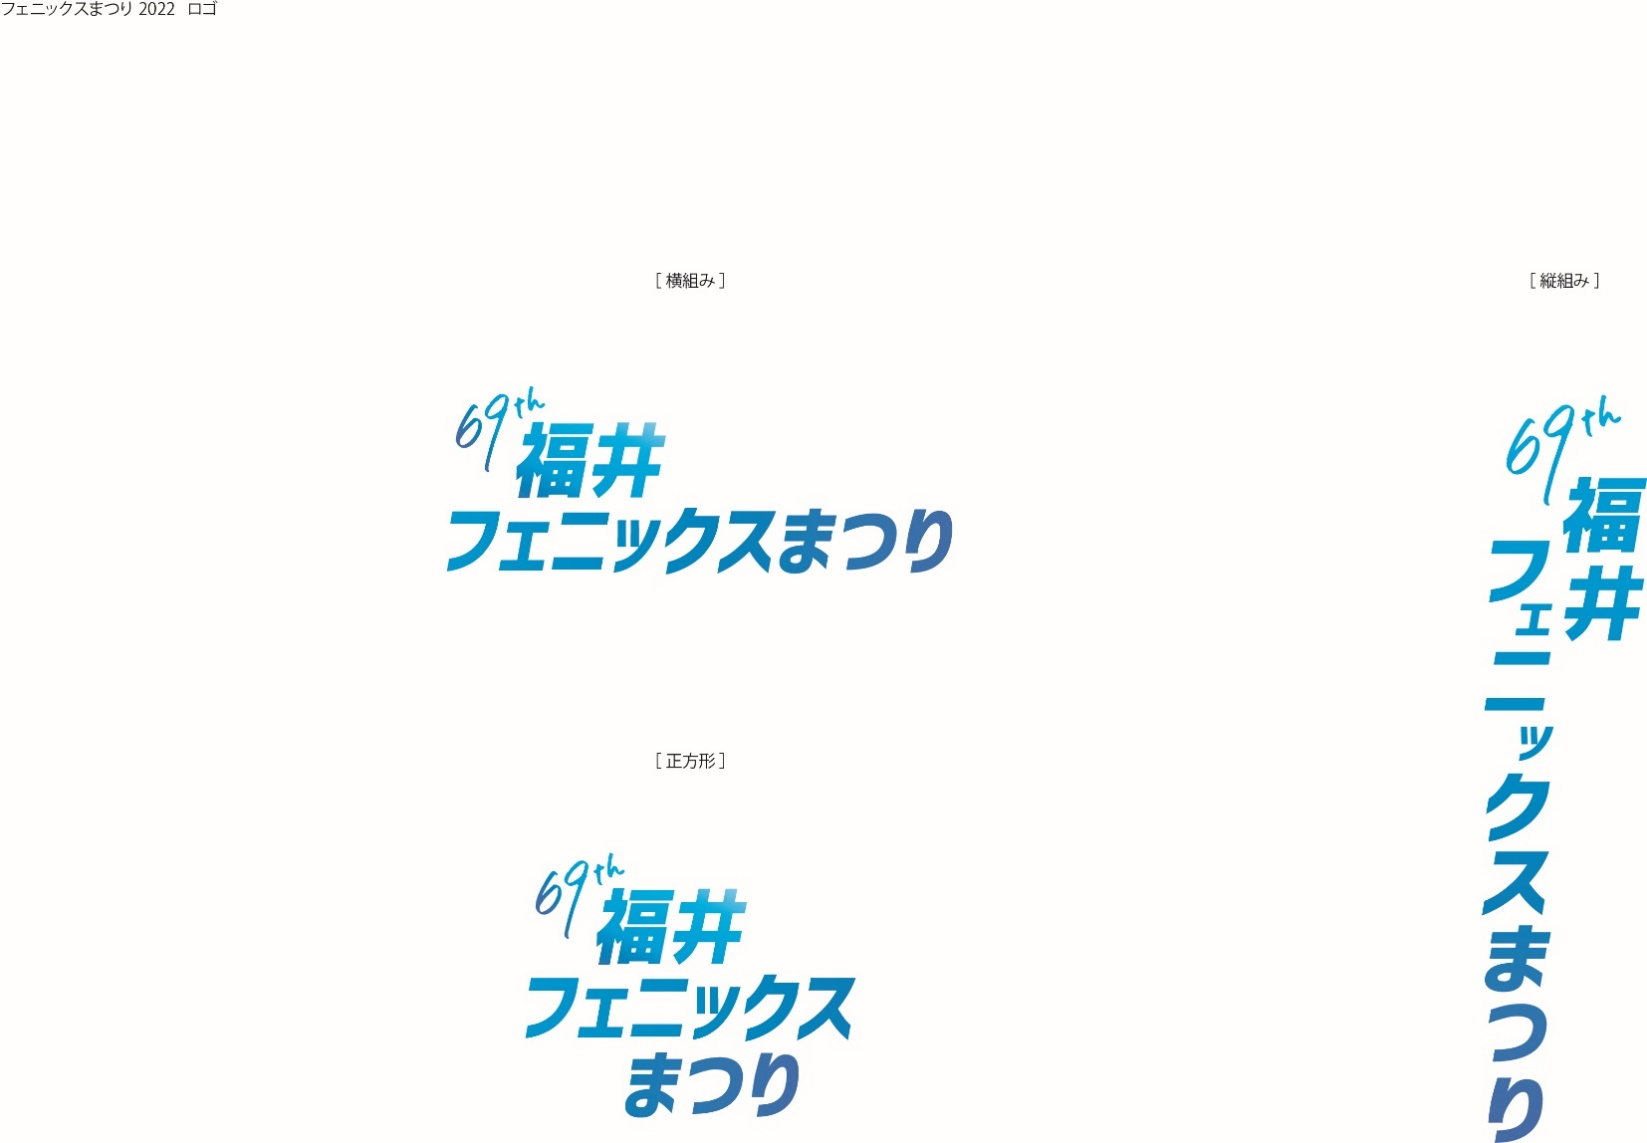 フェニックスまつり 2022 ロゴ
[ 横組み ]
69th
福井
フェニックスまつり
[ 正方形 ]
69th
福井
フェニックス
まつり
[ 縦組み ]
69th
福井
フェニックスまつり